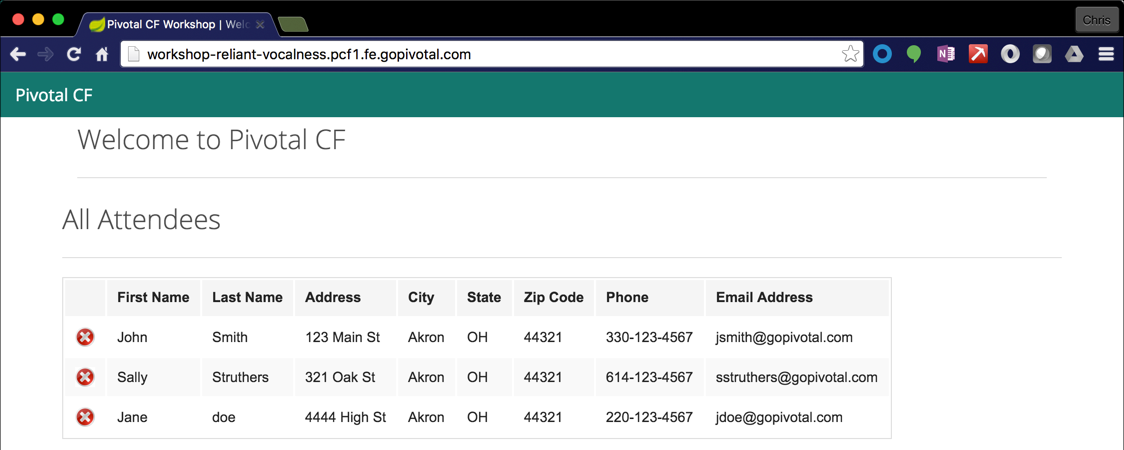 Pivotal CF Workshop | Welc
Chris
workshop-reliant-vocalness.pcf1.fe.gopivotal.com
Pivotal CF
Welcome to Pivotal CF
All Attendees
First Name Last Name Address City State Zip Code Phone Email Address
John Smith 123 Main St Akron OH 44321 330-123-4567 jsmith@gopivotal.com
Sally Struthers 321 Oak St Akron OH 44321 614-123-4567 sstruthers@gopivotal.com
Jane doe 4444 High St Akron OH 44321 220-123-4567 jdoe@gopivotal.com